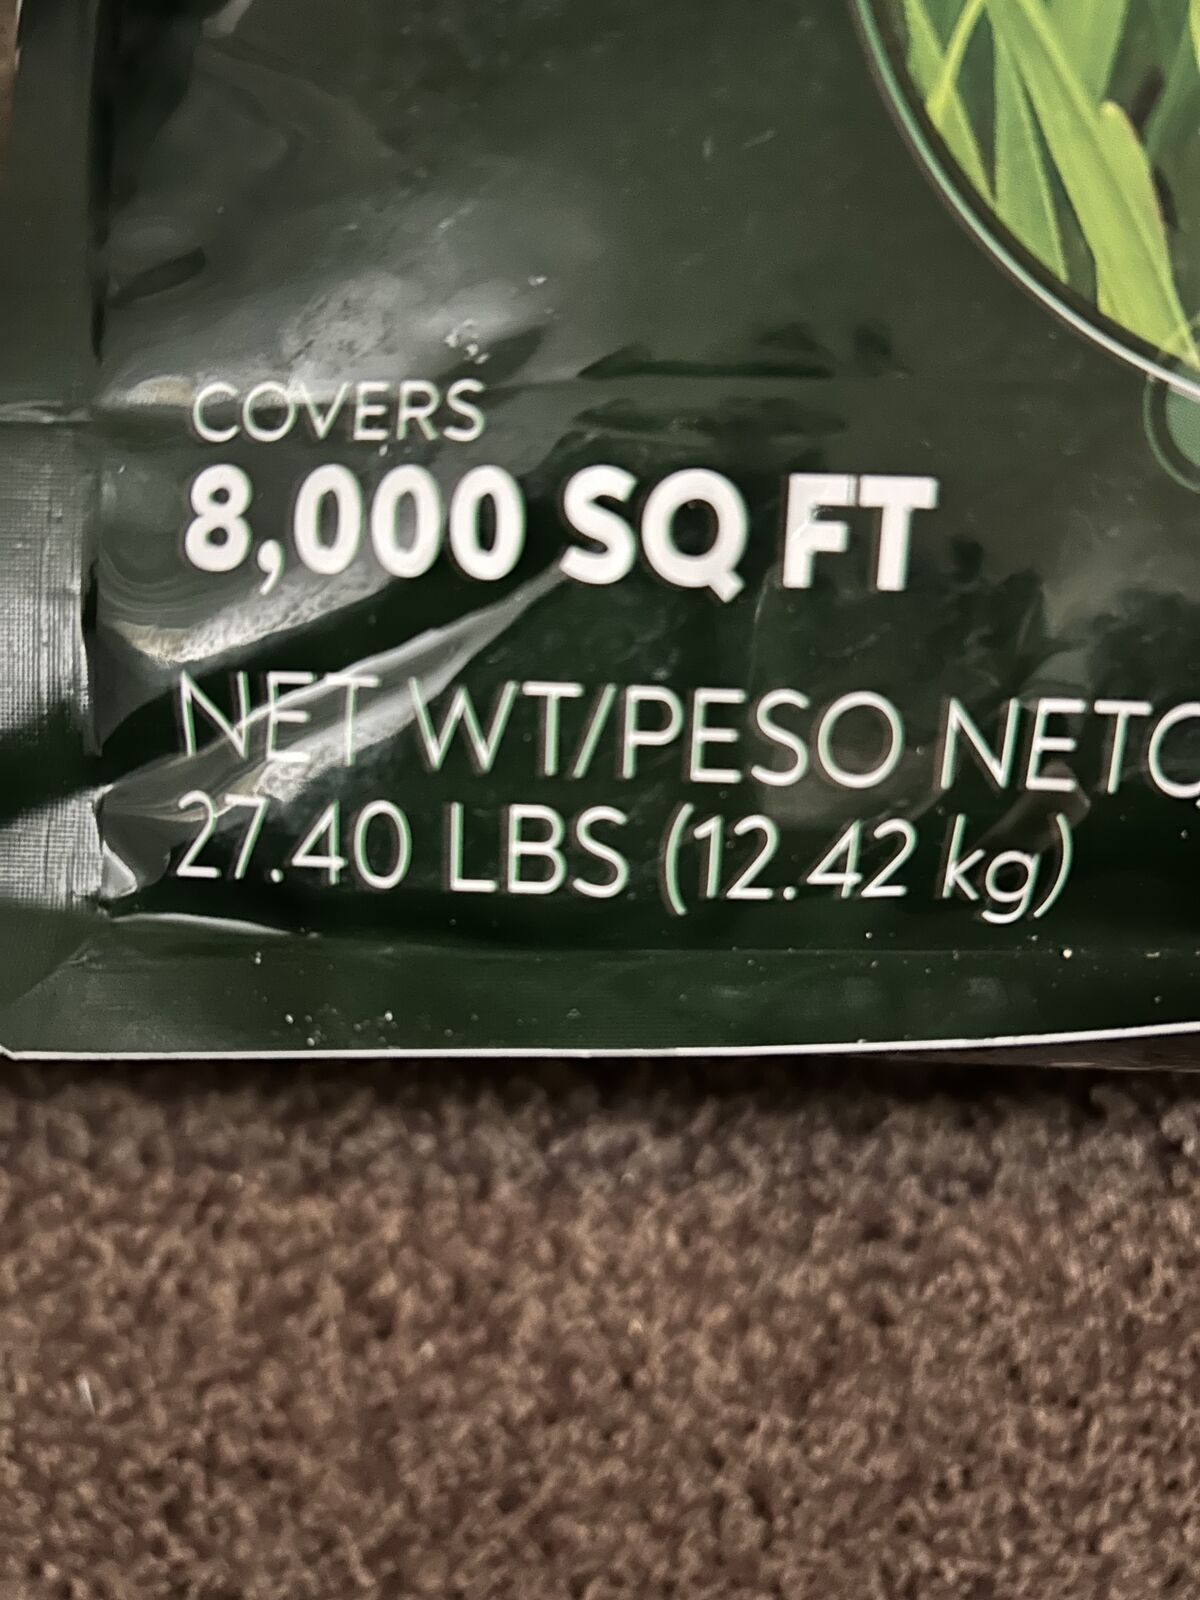 COVERS
8,000 SQ FT
NET WT/PESO NETO
27.40 LBS (12.42 kg)